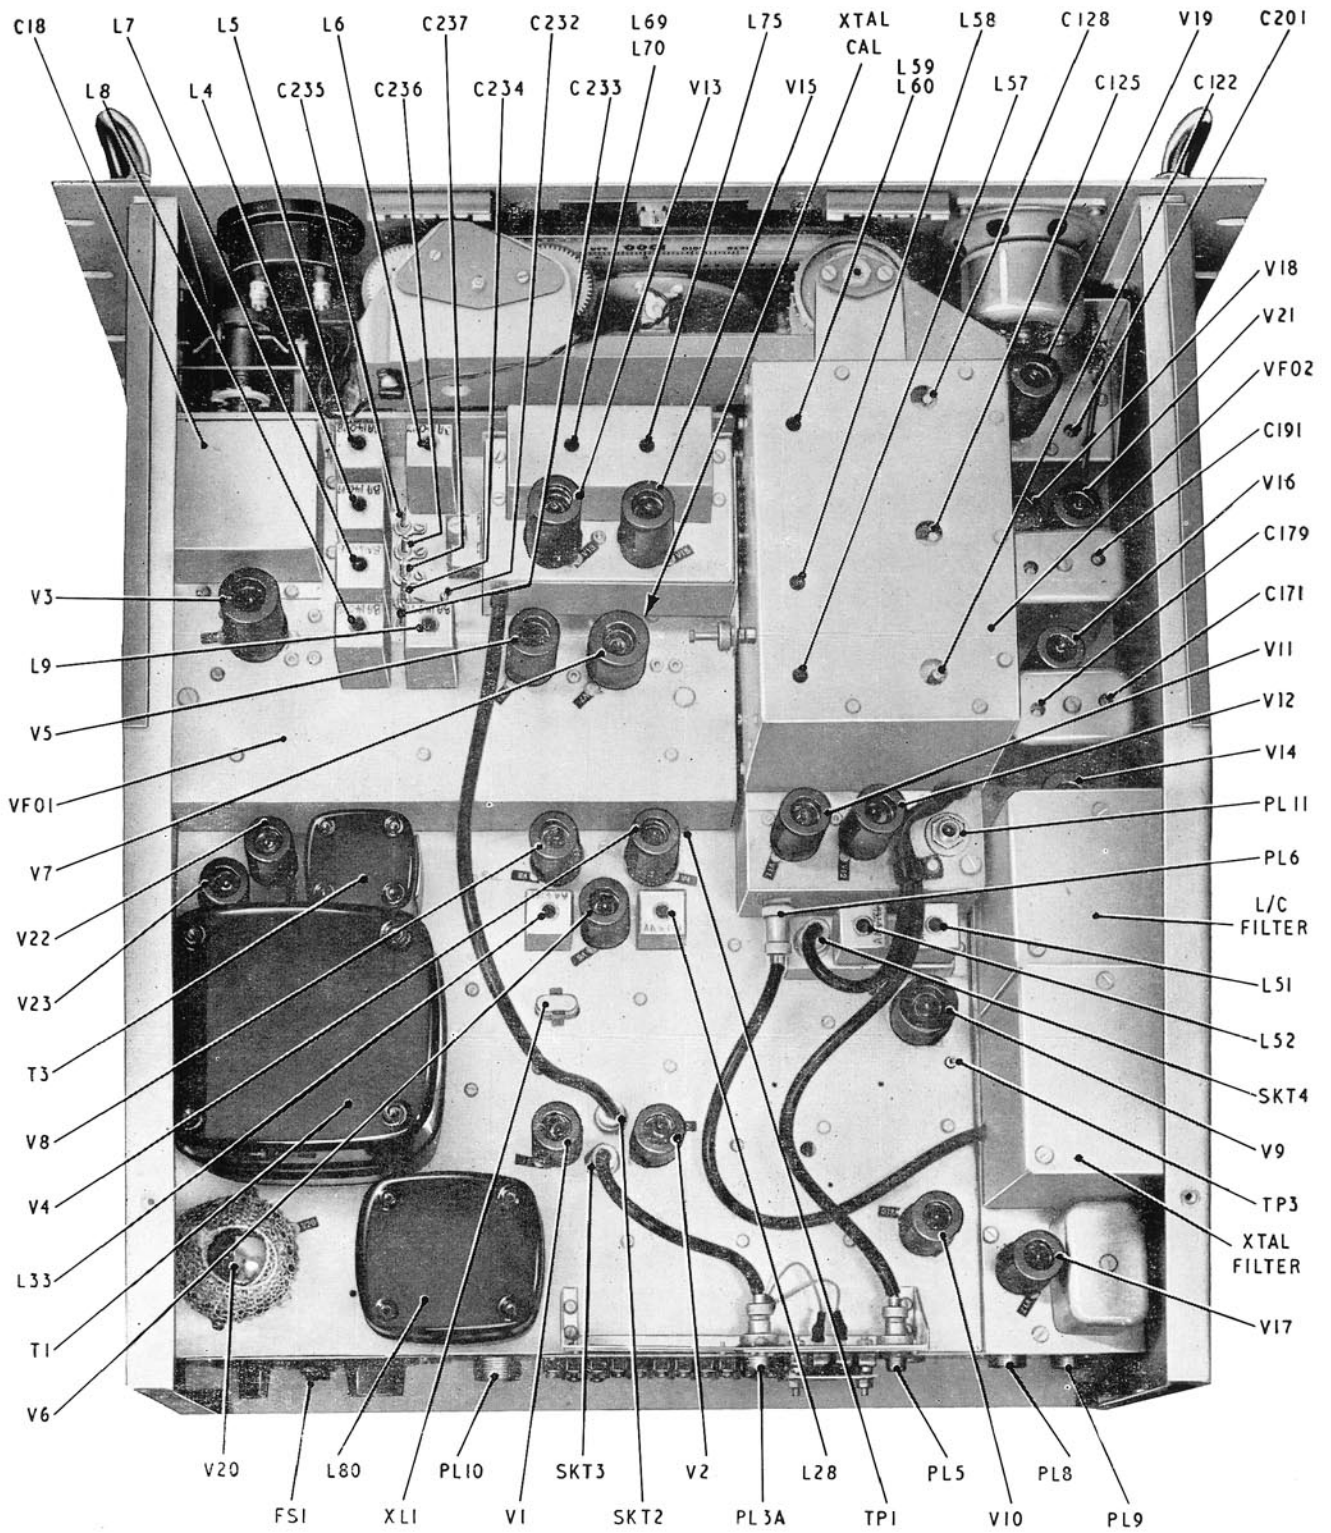 C18
L7
L5
L6
C237
C232
L69
L70
L75
XTAL
CAL
L58
C128
V19
C201
L8
L4
C235
C236
C234
C233
V13
V15
L59
L60
L57
C125
C122
V18
V21
VFO2
C191
V16
C179
C171
V11
V12
V14
PL11
PL6
L/C
FILTER
L51
L52
SKT4
V9
TP3
XTAL
FILTER
V17
V3
L9
V5
VFO1
V7
V22
V23
T3
V8
V4
L33
T1
V6
V20
L80
PL10
SKT3
V2
L28
PL5
PL8
FS1
XL1
V1
SKT2
PL3A
TP1
V10
PL9